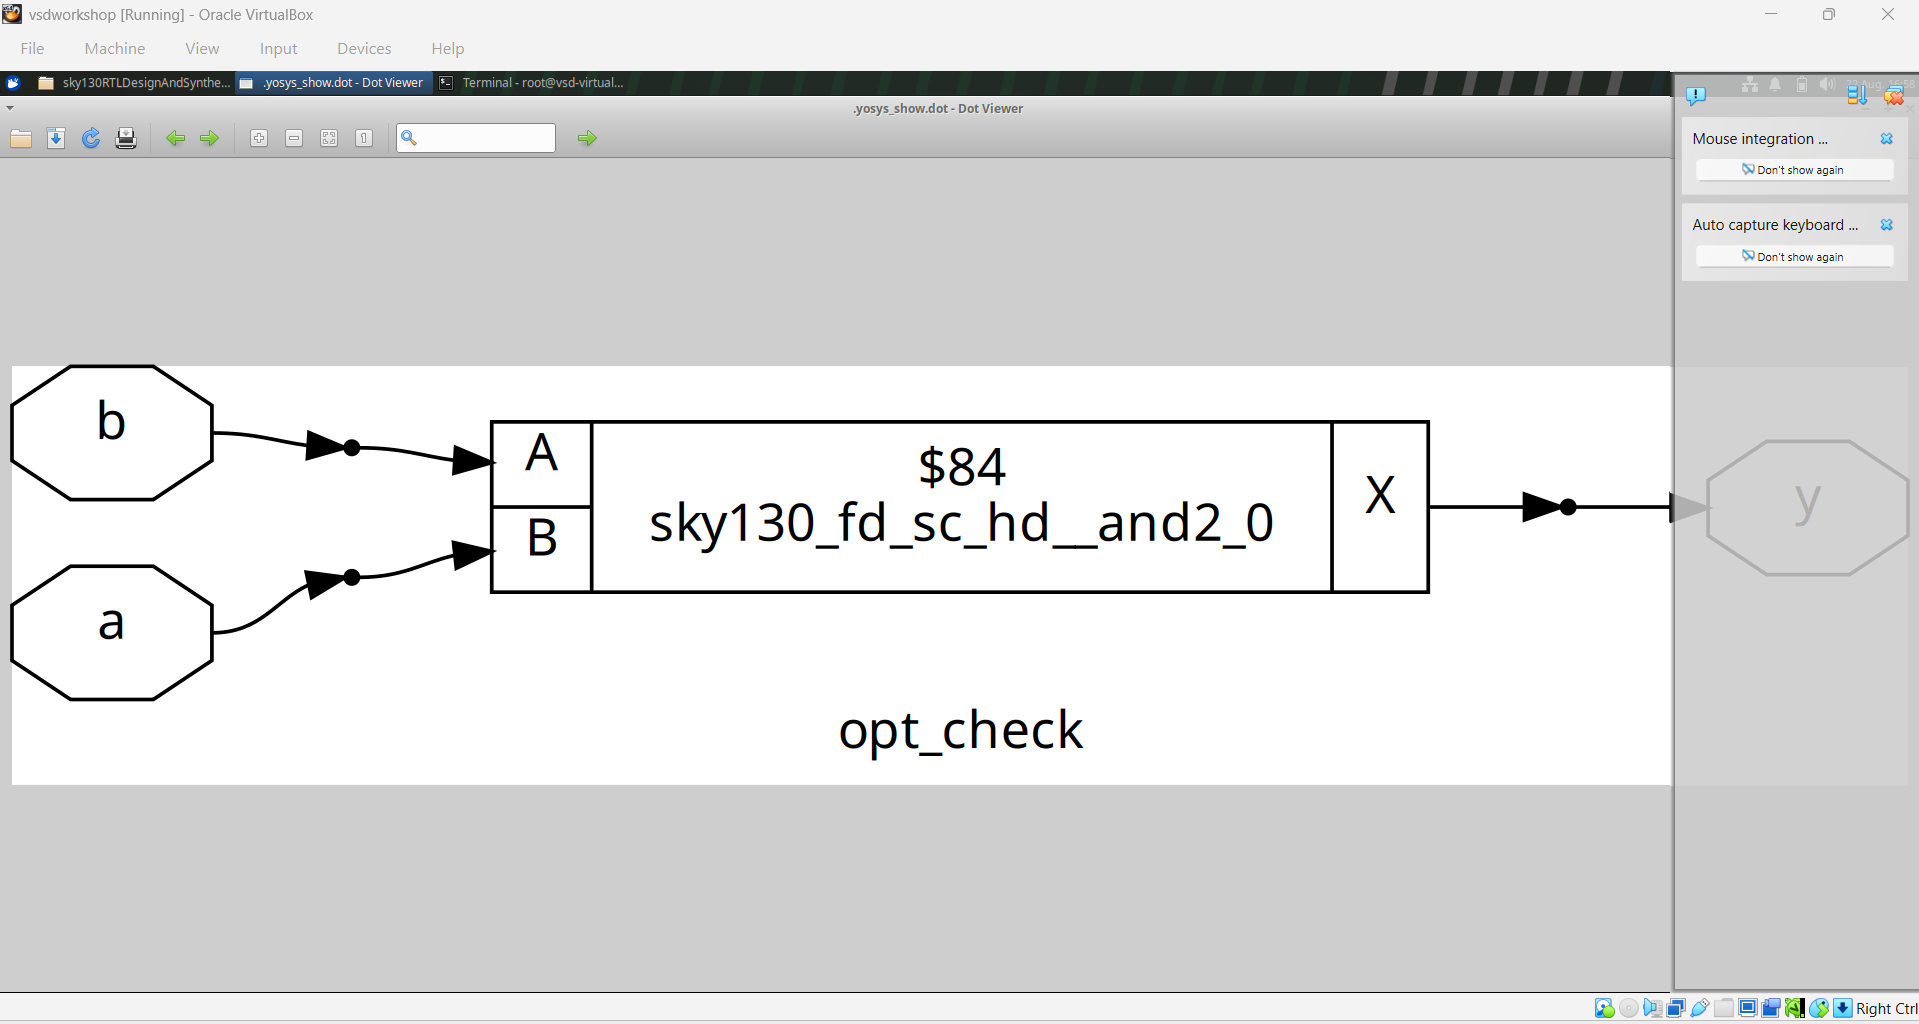 vsdworkshop [Running] - Oracle VirtualBox
File Machine View Input Devices Help
sky130RTLDesignAndSynthe... .yosys_show.dot - Dot Viewer Terminal - root@vsd-virtual...
.yosys_show.dot - Dot Viewer
Mouse integration ...
Don't show again
Auto capture keyboard ...
Don't show again
b
A
$84
sky130_fd_sc_hd__and2_0
X
y
B
a
opt_check
Right Ctrl